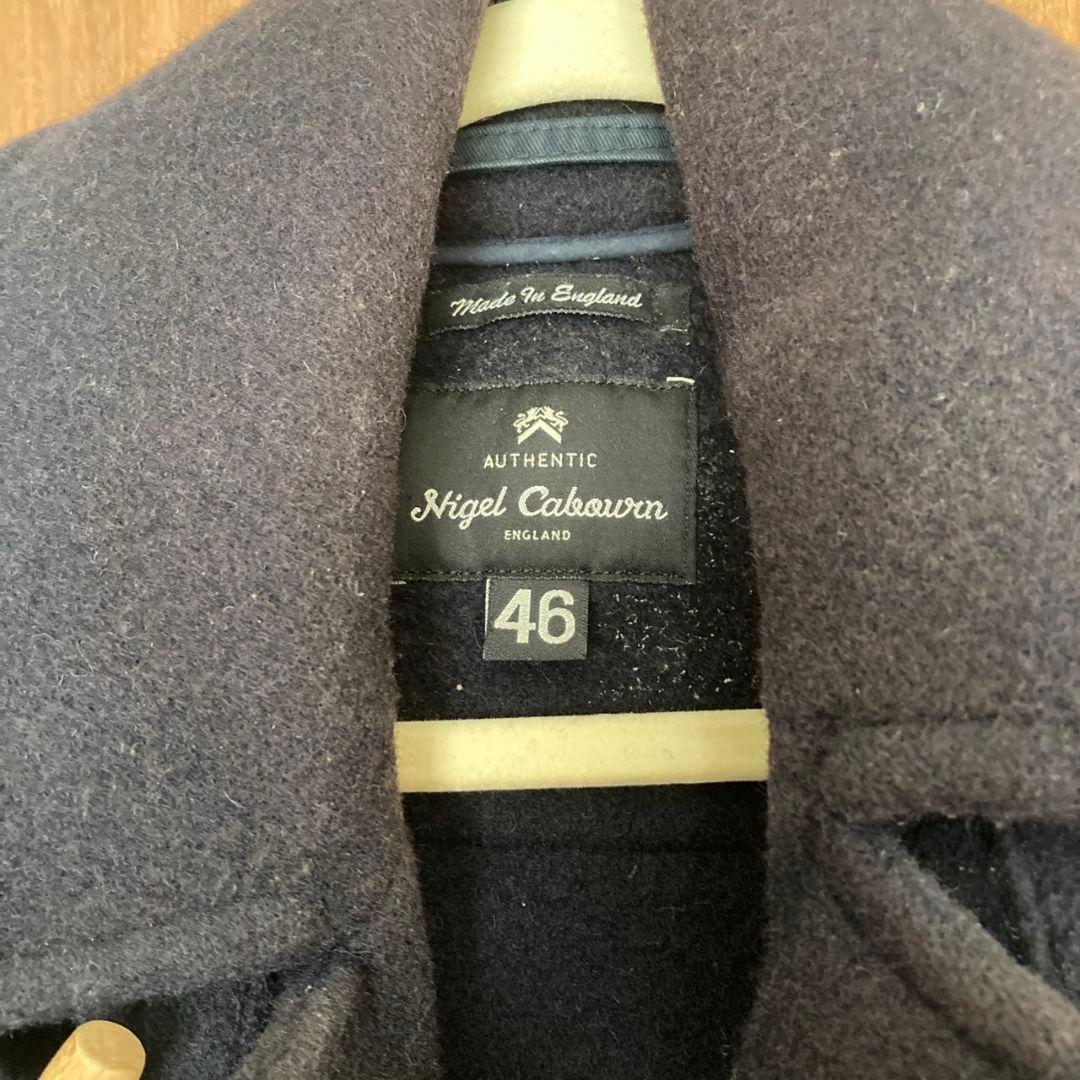 Made In England
AUTHENTIC
Nigel Cabourn
ENGLAND
46